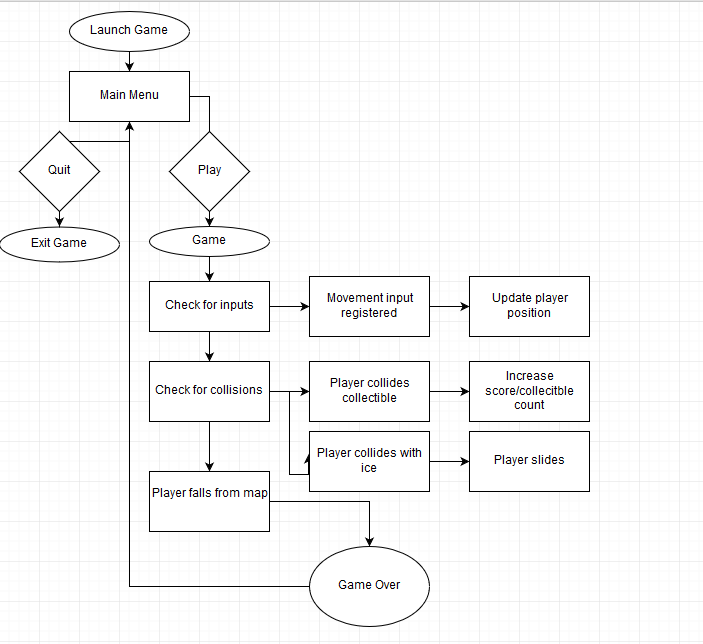 Launch Game
Main Menu
Quit
Play
Exit Game
Game
Check for inputs
Movement input
registered
Update player
position
Check for collisions
Player collides
collectible
Increase
score/collecitble
count
Player collides with
ice
Player slides
Player falls from map
Game Over